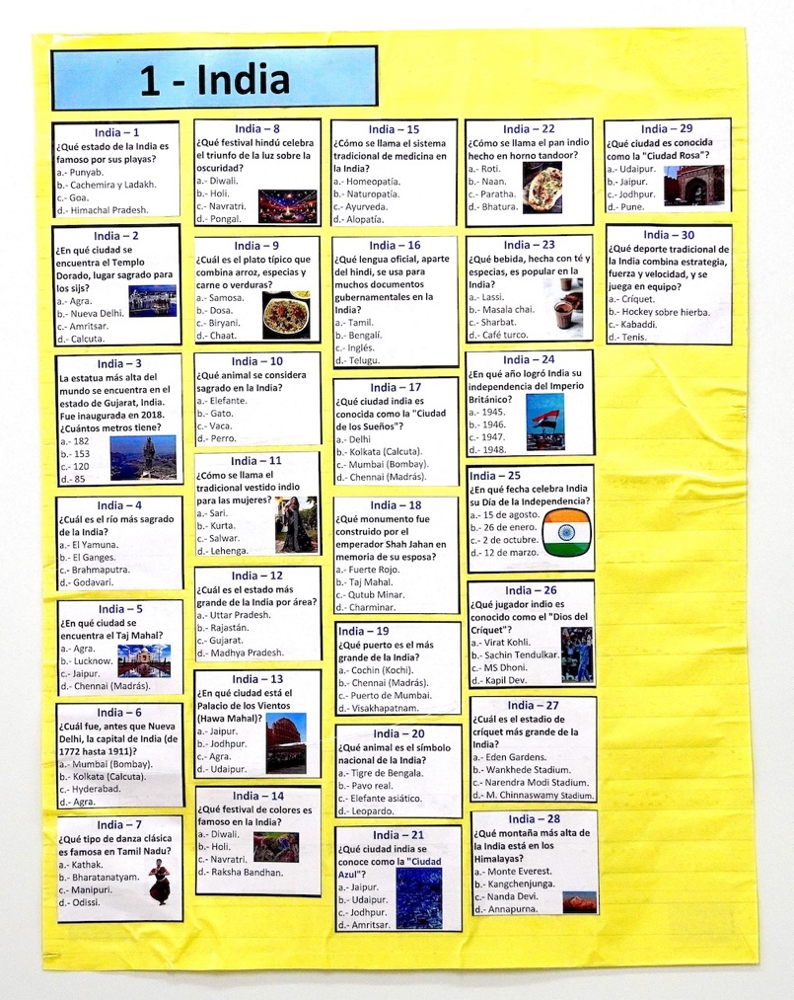 1 - India
India – 1
¿Qué estado de la India es
famoso por sus playas?
a.- Punyab.
b.- Cachemira y Ladakh.
c.- Goa.
d.- Himachal Pradesh.
India – 2
¿En qué ciudad se
encuentra el Templo
Dorado, lugar sagrado para
los sijs?
a.- Agra.
b.- Nueva Delhi.
c.- Amritsar.
d.- Calcuta.
India – 3
La estatua más alta del
mundo se encuentra en el
estado de Gujarat, India.
Fue inaugurada en 2018.
¿Cuántos metros tiene?
a.- 182
b.- 153
c.- 120
d.- 85
India – 4
¿Cuál es el río más sagrado
de la India?
a.- El Yamuna.
b.- El Ganges.
c.- Brahmaputra.
d.- Godavari.
India – 5
¿En qué ciudad se
encuentra el Taj Mahal?
a.- Agra.
b.- Lucknow.
c.- Jaipur.
d.- Chennai (Madrás).
India – 6
¿Cuál fue, antes que Nueva
Delhi, la capital de India (de
1772 hasta 1911)?
a.- Mumbai (Bombay).
b.- Kolkata (Calcuta).
c.- Hyderabad.
d.- Agra.
India – 7
¿Qué tipo de danza clásica
es famosa en Tamil Nadu?
a.- Kathak.
b.- Bharatanatyam.
c.- Manipuri.
d.- Odissi.
India – 8
¿Qué festival hindú celebra
el triunfo de la luz sobre la
oscuridad?
a.- Diwali.
b.- Holi.
c.- Navratri.
d.- Pongal.
India – 9
¿Cuál es el plato típico que
combina arroz, especias y
carne o verduras?
a.- Samosa.
b.- Dosa.
c.- Biryani.
d.- Chaat.
India – 10
¿Qué animal se considera
sagrado en la India?
a.- Elefante.
b.- Gato.
c.- Vaca.
d.- Perro.
India – 11
¿Cómo se llama el
tradicional vestido indio
para las mujeres?
a.- Sari.
b.- Kurta.
c.- Salwar.
d.- Lehenga.
India – 12
¿Cuál es el estado más
grande de la India por área?
a.- Uttar Pradesh.
b.- Rajastán.
c.- Gujarat.
d.- Madhya Pradesh.
India – 13
¿En qué ciudad está el
Palacio de los Vientos
(Hawa Mahal)?
a.- Jaipur.
b.- Jodhpur.
c.- Agra.
d.- Udaipur.
India – 14
¿Qué festival de colores es
famoso en la India?
a.- Diwali.
b.- Holi.
c.- Navratri.
d.- Raksha Bandhan.
India – 15
¿Cómo se llama el sistema
tradicional de medicina en
la India?
a.- Homeopatía.
b.- Naturopatía.
c.- Ayurveda.
d.- Alopatía.
India – 16
¿Qué lengua oficial, aparte
del hindi, se usa para
muchos documentos
gubernamentales en la
India?
a.- Tamil.
b.- Bengalí.
c.- Inglés.
d.- Telugu.
India – 17
¿Qué ciudad india es
conocida como la "Ciudad
de los Sueños"?
a.- Delhi
b.- Kolkata (Calcuta).
c.- Mumbai (Bombay).
d.- Chennai (Madrás).
India – 18
¿Qué monumento fue
construido por el
emperador Shah Jahan en
memoria de su esposa?
a.- Fuerte Rojo.
b.- Taj Mahal.
c.- Qutub Minar.
d.- Charminar.
India – 19
¿Qué puerto es el más
grande de la India?
a.- Cochin (Kochi).
b.- Chennai (Madrás).
c.- Puerto de Mumbai.
d.- Visakhapatnam.
India – 20
¿Qué animal es el símbolo
nacional de la India?
a.- Tigre de Bengala.
b.- Pavo real.
c.- Elefante asiático.
d.- Leopardo.
India – 21
¿Qué ciudad india se
conoce como la "Ciudad
Azul"?
a.- Jaipur.
b.- Udaipur.
c.- Jodhpur.
d.- Amritsar.
India – 22
¿Cómo se llama el pan indio
hecho en horno tandoor?
a.- Roti.
b.- Naan.
c.- Paratha.
d.- Bhatura.
India – 23
¿Qué bebida, hecha con té y
especias, es popular en la
India?
a.- Lassi.
b.- Masala chai.
c.- Sharbat.
d.- Café turco.
India – 24
¿En qué año logró India su
independencia del Imperio
Británico?
a.- 1945.
b.- 1946.
c.- 1947.
d.- 1948.
India – 25
¿En qué fecha celebra India
su Día de la Independencia?
a.- 15 de agosto.
b.- 26 de enero.
c.- 2 de octubre.
d.- 12 de marzo.
India – 26
¿Qué jugador indio es
conocido como el "Dios del
Críquet"?
a.- Virat Kohli.
b.- Sachin Tendulkar.
c.- MS Dhoni.
d.- Kapil Dev.
India – 27
¿Cuál es el estadio de
críquet más grande de la
India?
a.- Eden Gardens.
b.- Wankhede Stadium.
c.- Narendra Modi Stadium.
d.- M. Chinnaswamy Stadium.
India – 28
¿Qué montaña más alta de
la India está en los
Himalayas?
a.- Monte Everest.
b.- Kangchenjunga.
c.- Nanda Devi.
d.- Annapurna.
India – 29
¿Qué ciudad es conocida
como la "Ciudad Rosa"?
a.- Udaipur.
b.- Jaipur.
c.- Jodhpur.
d.- Pune.
India – 30
¿Qué deporte tradicional de
la India combina estrategia,
fuerza y velocidad, y se
juega en equipo?
a.- Críquet.
b.- Hockey sobre hierba.
c.- Kabaddi.
d.- Tenis.